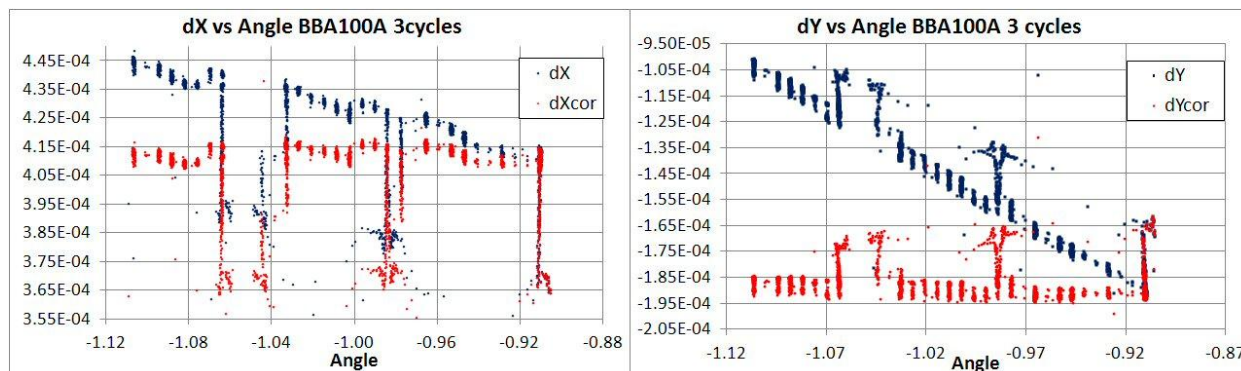 dX vs Angle BBA100A 3cycles
4.45E-04
4.35E-04
4.25E-04
4.15E-04
4.05E-04
3.95E-04
3.85E-04
3.75E-04
3.65E-04
3.55E-04
dX
dXcor
-1.12 -1.08 -1.04 -1.00 -0.96 -0.92 -0.88
Angle
dY vs Angle BBA100A 3 cycles
-9.50E-05
-1.05E-04
-1.15E-04
-1.25E-04
-1.35E-04
-1.45E-04
-1.55E-04
-1.65E-04
-1.75E-04
-1.85E-04
-1.95E-04
-2.05E-04
dY
dYcor
-1.12 -1.07 -1.02 -0.97 -0.92 -0.87
Angle